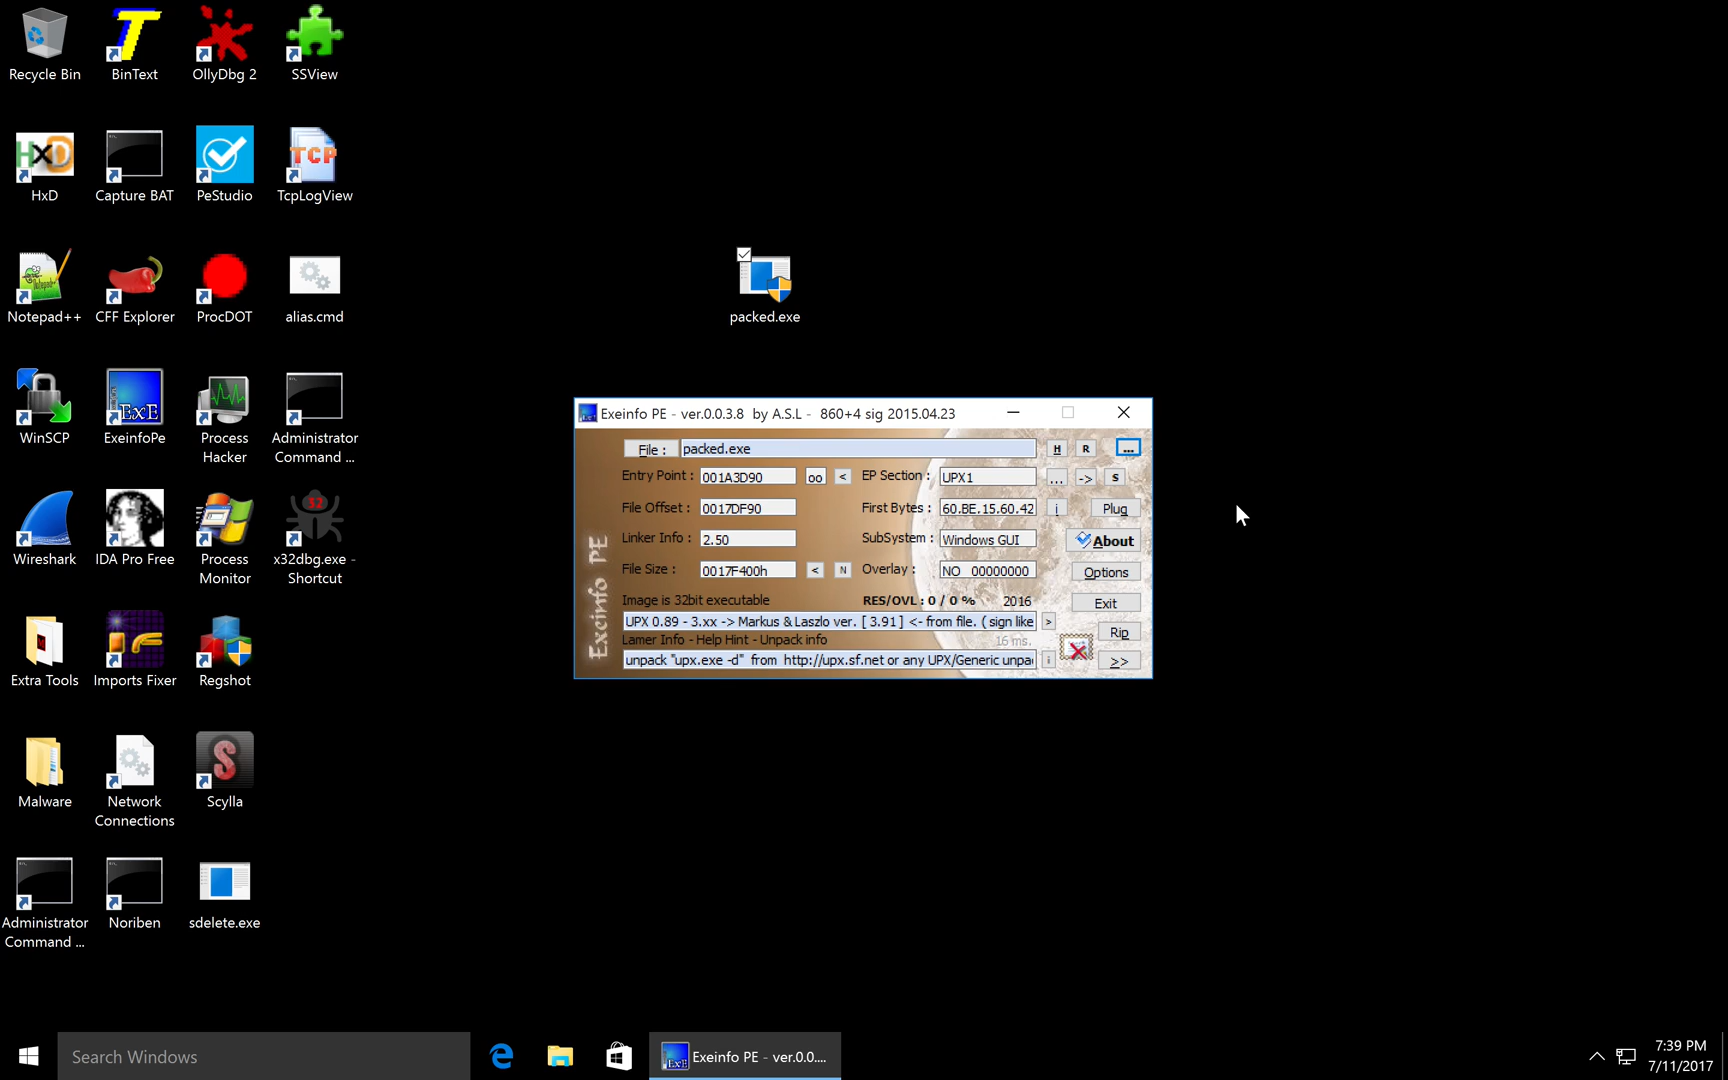 Recycle Bin
BinText
OllyDbg 2
SSView
HxD
Capture BAT
PeStudio
TCP
TcpLogView
Notepad++
CFF Explorer
ProcDOT
alias.cmd
packed.exe
WinSCP
ExE
ExeinfoPe
Process
Hacker
Administrator
Command ...
Wireshark
IDA Pro Free
Process
Monitor
32
x32dbg.exe -
Shortcut
Extra Tools
Imports Fixer
Regshot
Malware
Network
Connections
Scylla
Administrator
Command ...
Noriben
sdelete.exe
Exeinfo PE - ver.0.0.3.8 by A.S.L - 860+4 sig 2015.04.23
Exeinfo PE
File : packed.exe H R ...
Entry Point : 001A3D90 oo < EP Section : UPX1 ... -> S
File Offset : 0017DF90 First Bytes : 60.BE.15.60.42 i Plug
Linker Info : 2.50 SubSystem : Windows GUI About
File Size : 0017F400h < N Overlay : NO 00000000 Options
Image is 32bit executable RES/OVL : 0 / 0 % 2016 Exit
UPX 0.89 - 3.xx -> Markus & Laszlo ver. [ 3.91 ] <- from file. ( sign like > Rip
Lamer Info - Help Hint - Unpack info 16 ms.
unpack "upx.exe -d" from http://upx.sf.net or any UPX/Generic unpa i >>
Search Windows
Exeinfo PE - ver.0.0....
7:39 PM
7/11/2017